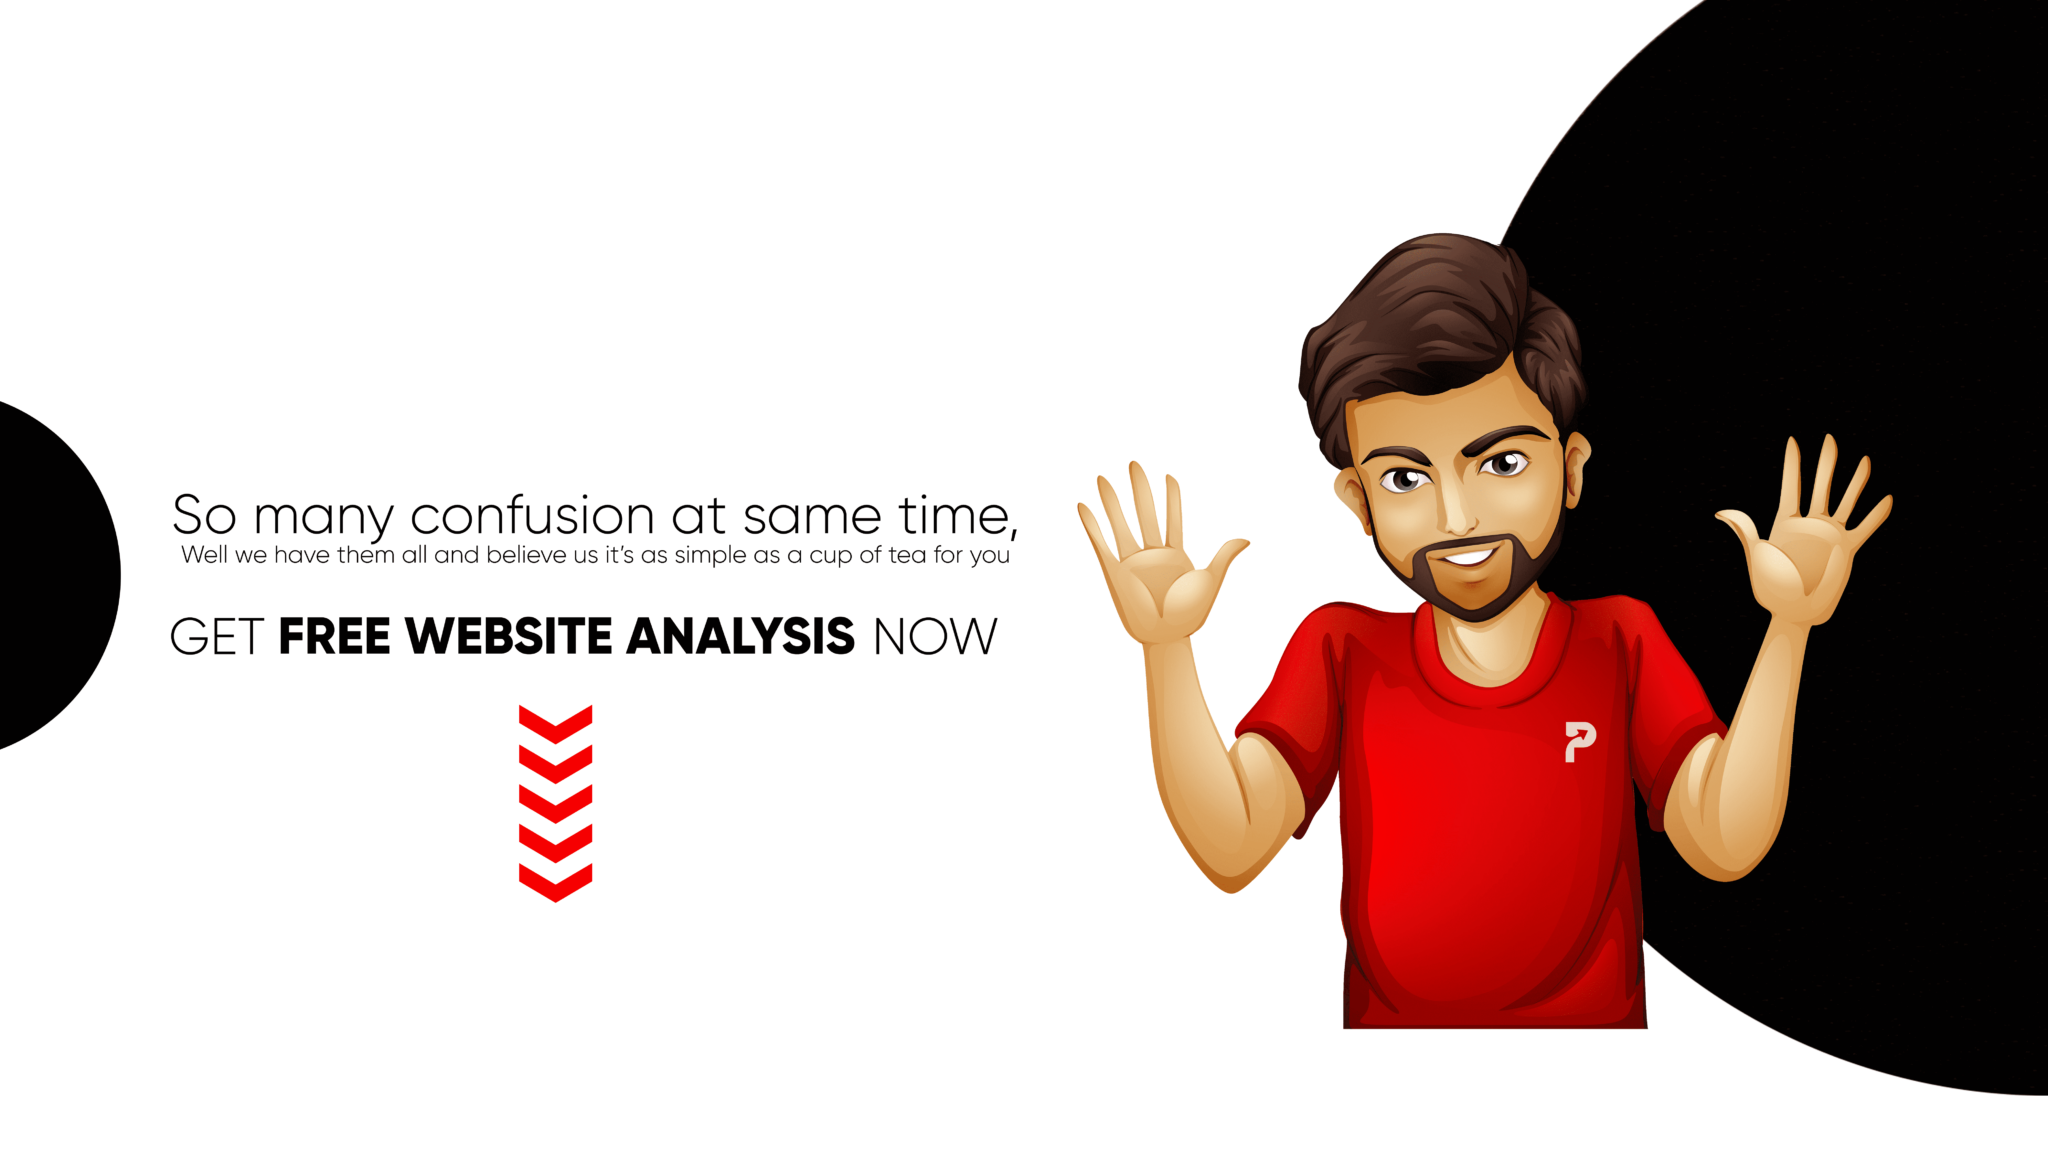 So many confusion at same time,
Well we have them all and believe us it’s as simple as a cup of tea for you
GET FREE WEBSITE ANALYSIS NOW
P